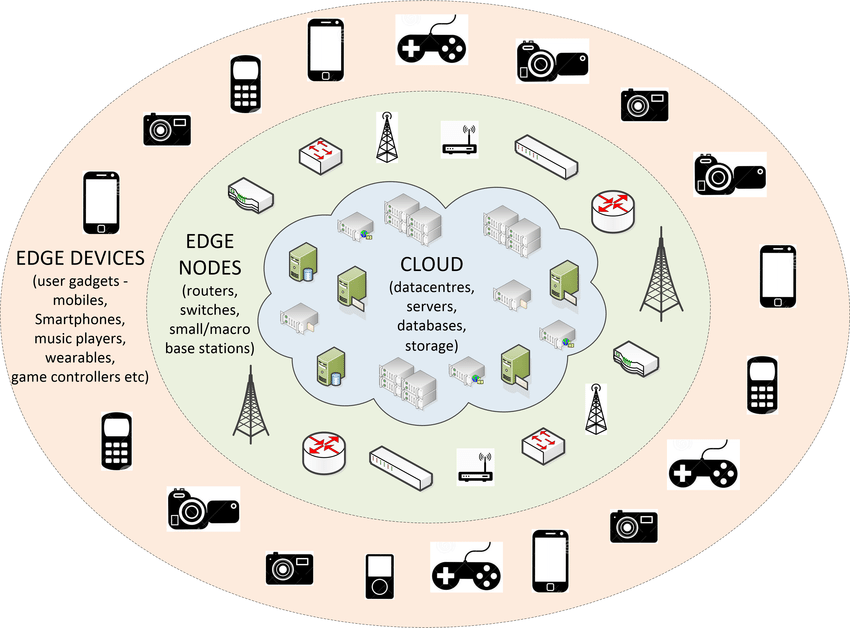 EDGE DEVICES
(user gadgets -
mobiles,
Smartphones,
music players,
wearables,
game controllers etc)
EDGE
NODES
(routers,
switches,
small/macro
base stations)
CLOUD
(datacentres,
servers,
databases,
storage)